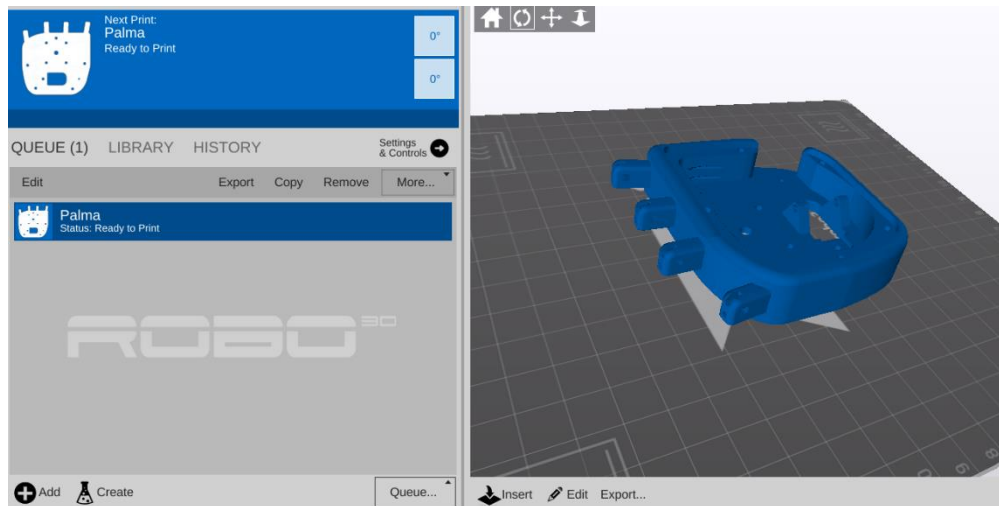 Next Print:
Palma
Ready to Print
0°
0°
QUEUE (1) LIBRARY HISTORY
Settings
& Controls
Edit Export Copy Remove More...
Palma
Status: Ready to Print
ROBO 3D
Add Create Queue...
Insert Edit Export...